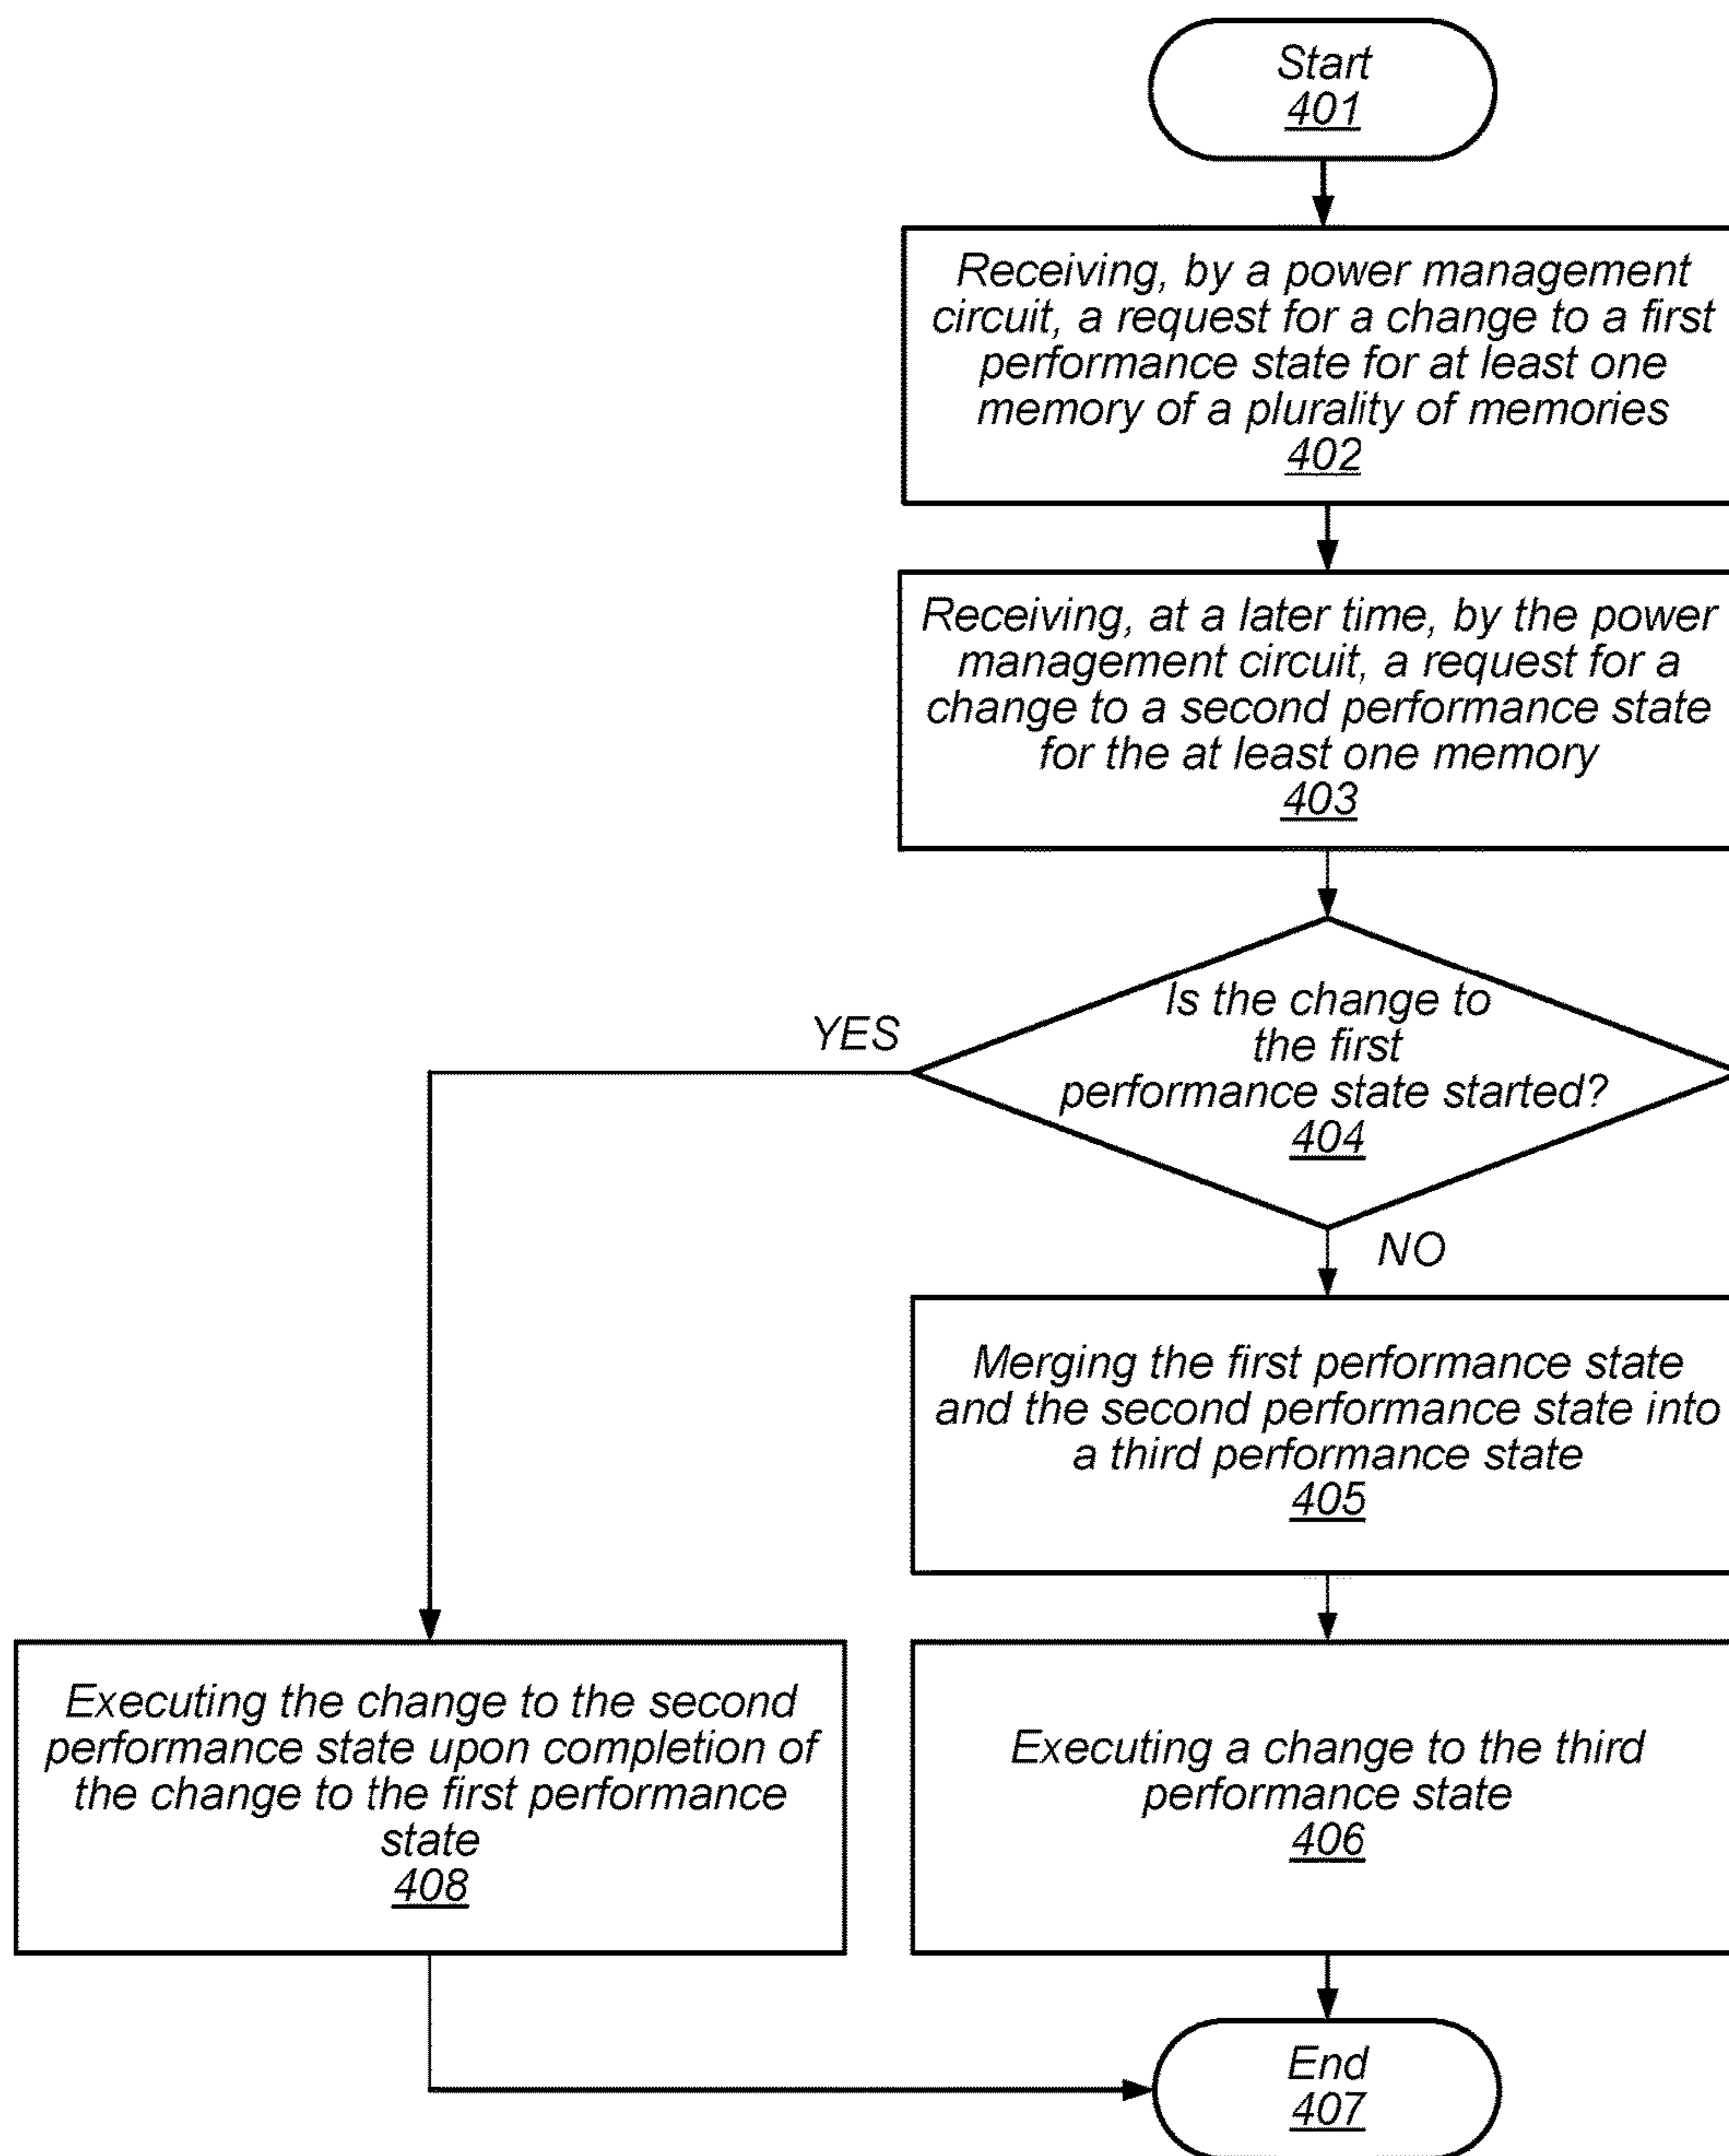 Start
401
Receiving, by a power management
circuit, a request for a change to a first
performance state for at least one
memory of a plurality of memories
402
Receiving, at a later time, by the power
management circuit, a request for a
change to a second performance state
for the at least one memory
403
Is the change to
the first
performance state started?
404
YES
NO
Merging the first performance state
and the second performance state into
a third performance state
405
Executing the change to the second
performance state upon completion of
the change to the first performance
state
408
Executing a change to the third
performance state
406
End
407